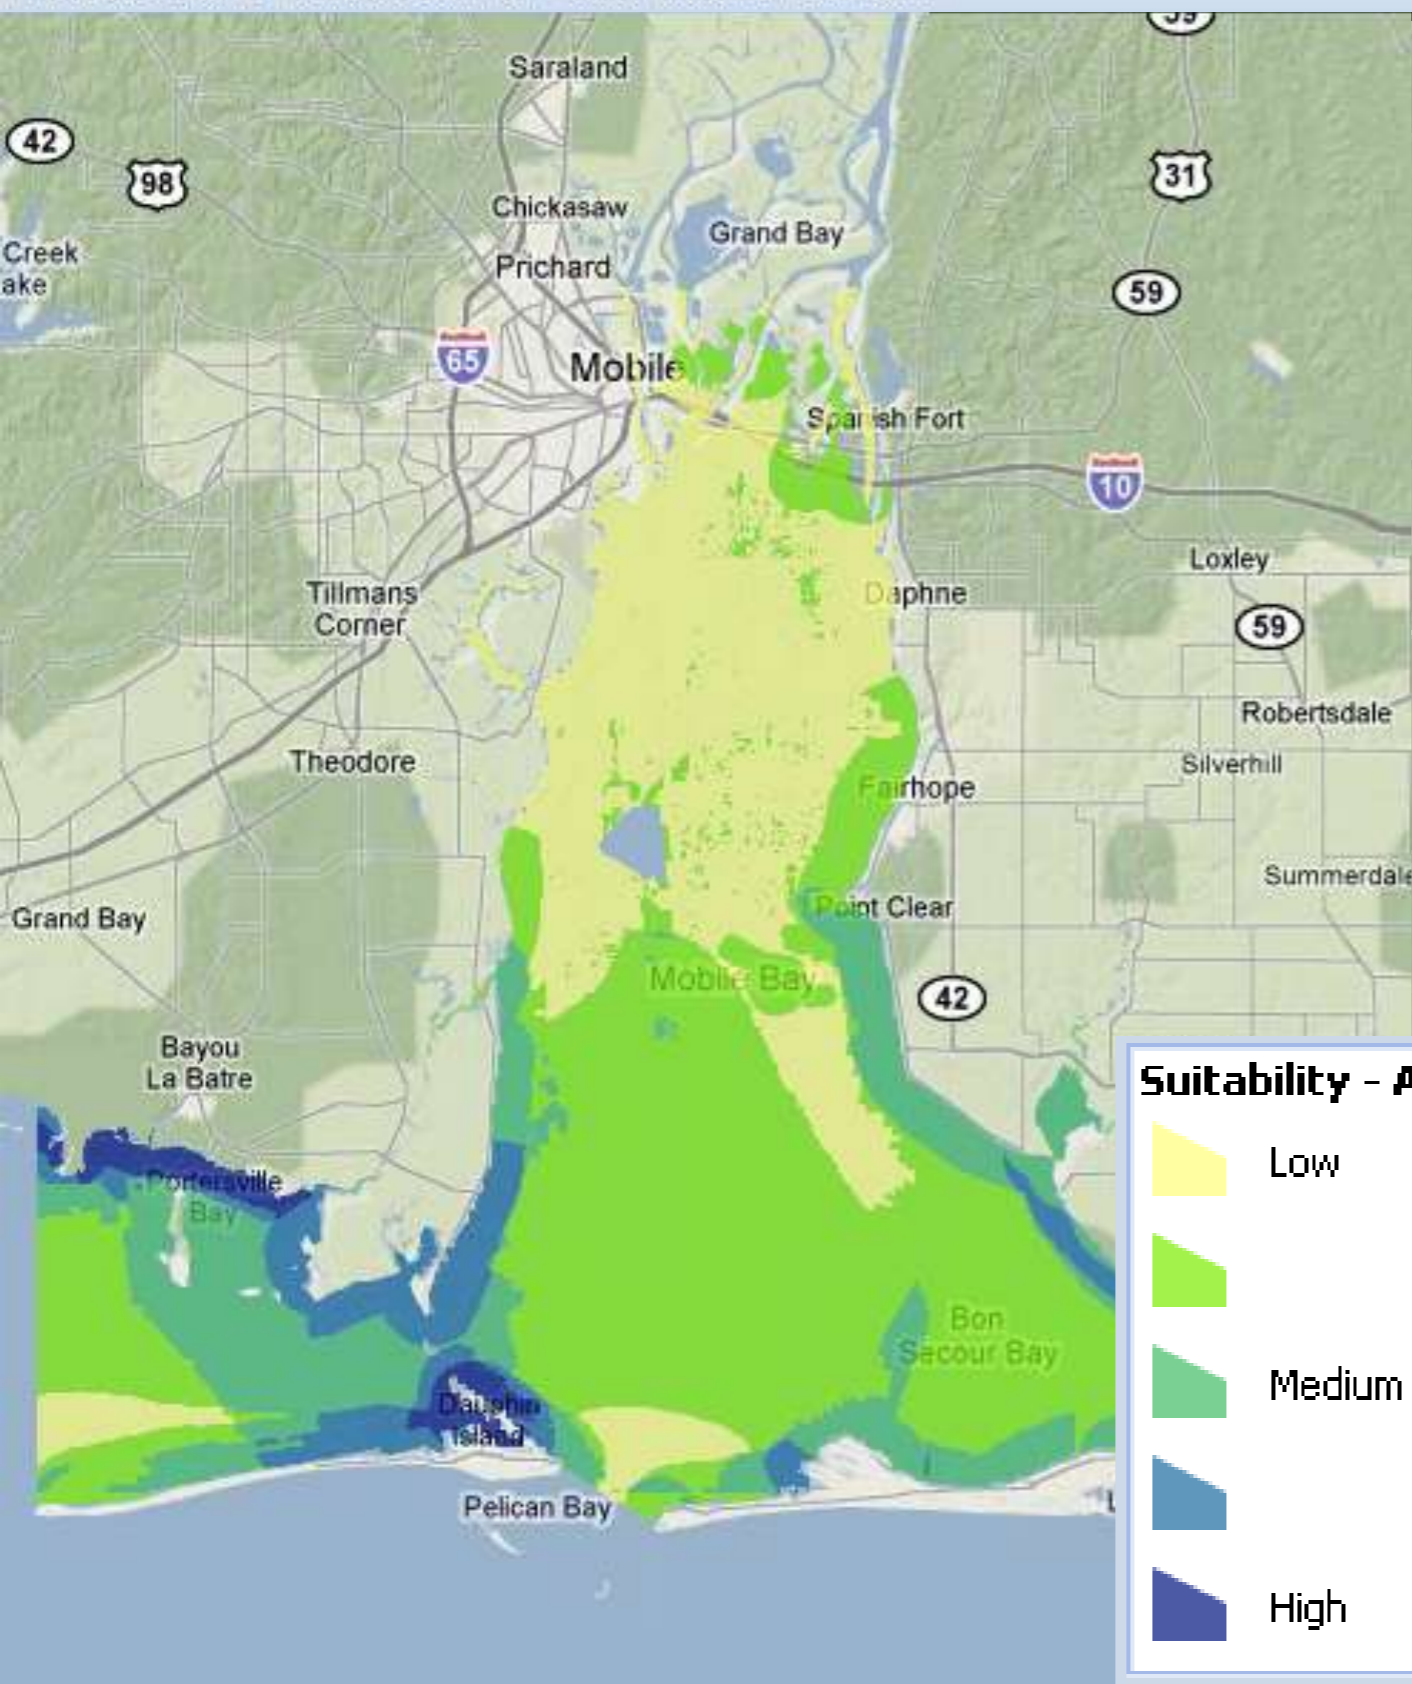 Saraland
42
98
31
Chickasaw
Grand Bay
Creek
ake
Prichard
59
65
Mobile
Spanish Fort
10
Loxley
Tillmans
Corner
Daphne
59
Robertsdale
Theodore
Silverhill
Fairhope
Summerdale
Grand Bay
Point Clear
Mobile Bay
42
Bayou
La Batre
Portersville
Bay
Bon
Secour Bay
Dauphin
Island
Pelican Bay
Suitability - A
Low
Medium
High